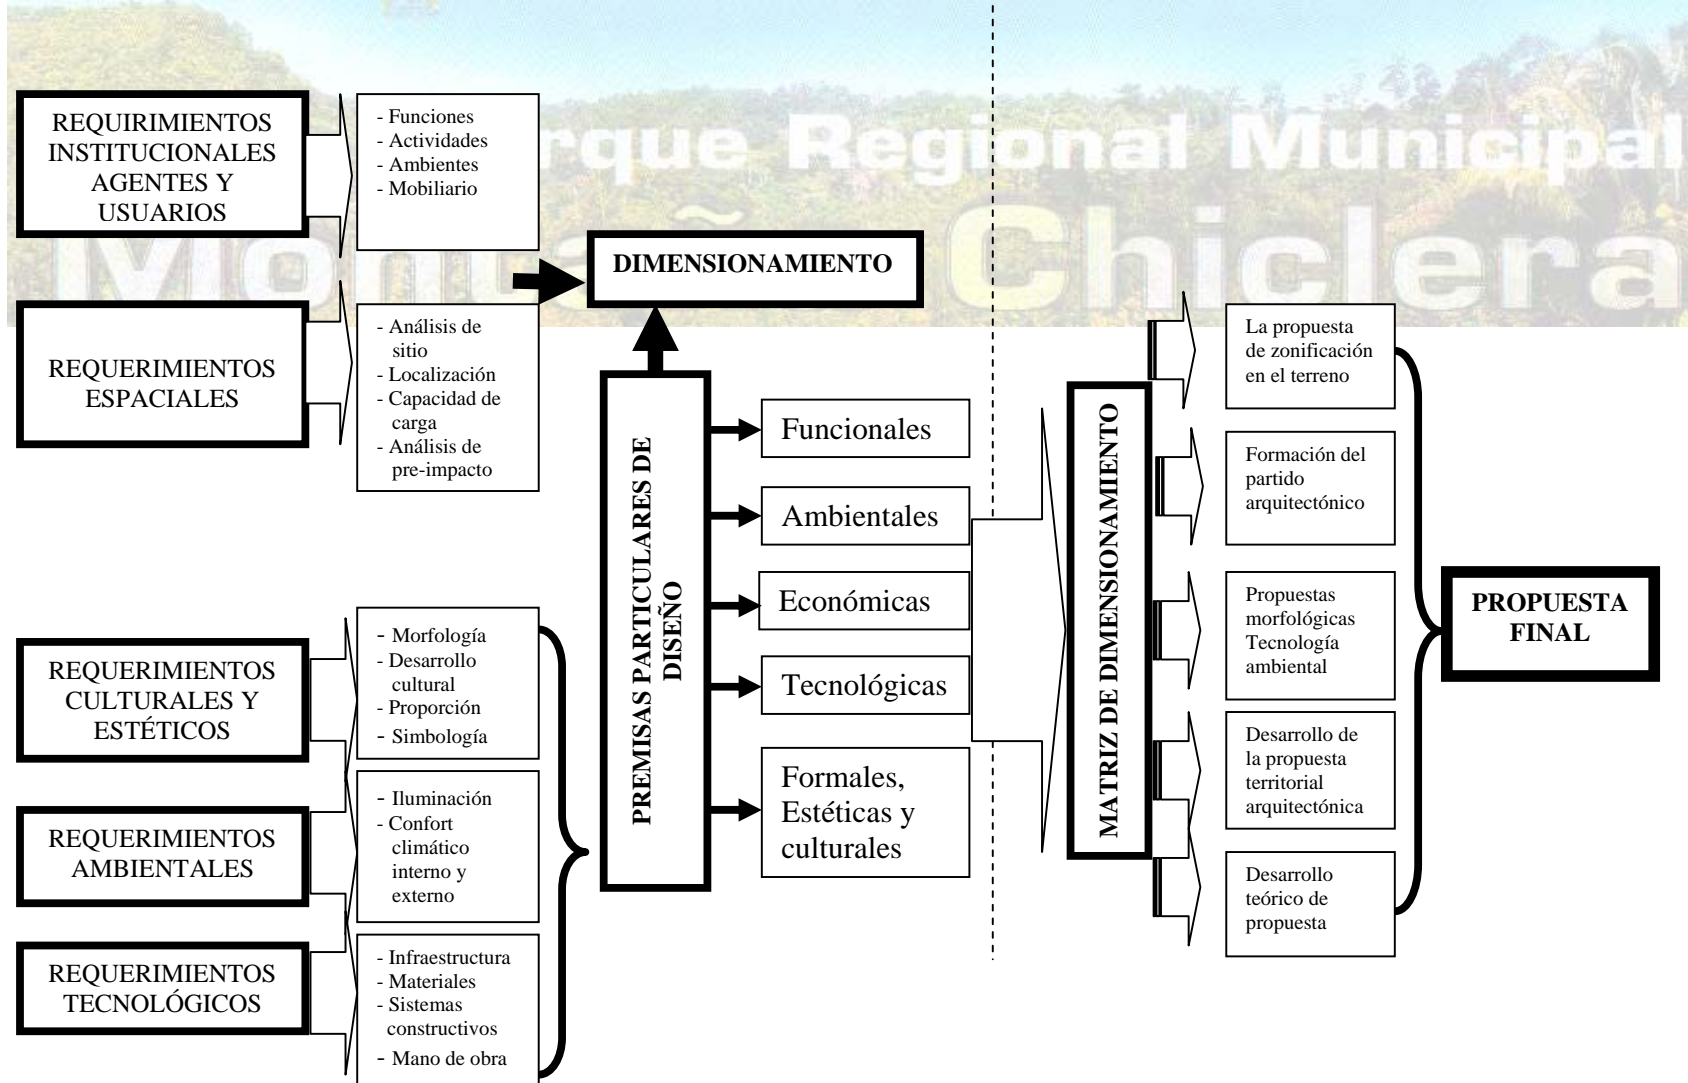 Parque Regional Municipal
Montaña Chiclera
REQUIRIMIENTOS
INSTITUCIONALES
AGENTES Y
USUARIOS
- Funciones
- Actividades
- Ambientes
- Mobiliario
REQUERIMIENTOS
ESPACIALES
- Análisis de
sitio
- Localización
- Capacidad de
carga
- Análisis de
pre-impacto
DIMENSIONAMIENTO
REQUERIMIENTOS
CULTURALES Y
ESTÉTICOS
- Morfología
- Desarrollo
cultural
- Proporción
- Simbología
REQUERIMIENTOS
AMBIENTALES
- Iluminación
- Confort
climático
interno y
externo
REQUERIMIENTOS
TECNOLÓGICOS
- Infraestructura
- Materiales
- Sistemas
constructivos
- Mano de obra
PREMISAS PARTICULARES DE
DISEÑO
Funcionales
Ambientales
Económicas
Tecnológicas
Formales,
Estéticas y
culturales
MATRIZ DE DIMENSIONAMIENTO
La propuesta
de zonificación
en el terreno
Formación del
partido
arquitectónico
Propuestas
morfológicas
Tecnología
ambiental
Desarrollo de
la propuesta
territorial
arquitectónica
Desarrollo
teórico de
propuesta
PROPUESTA
FINAL